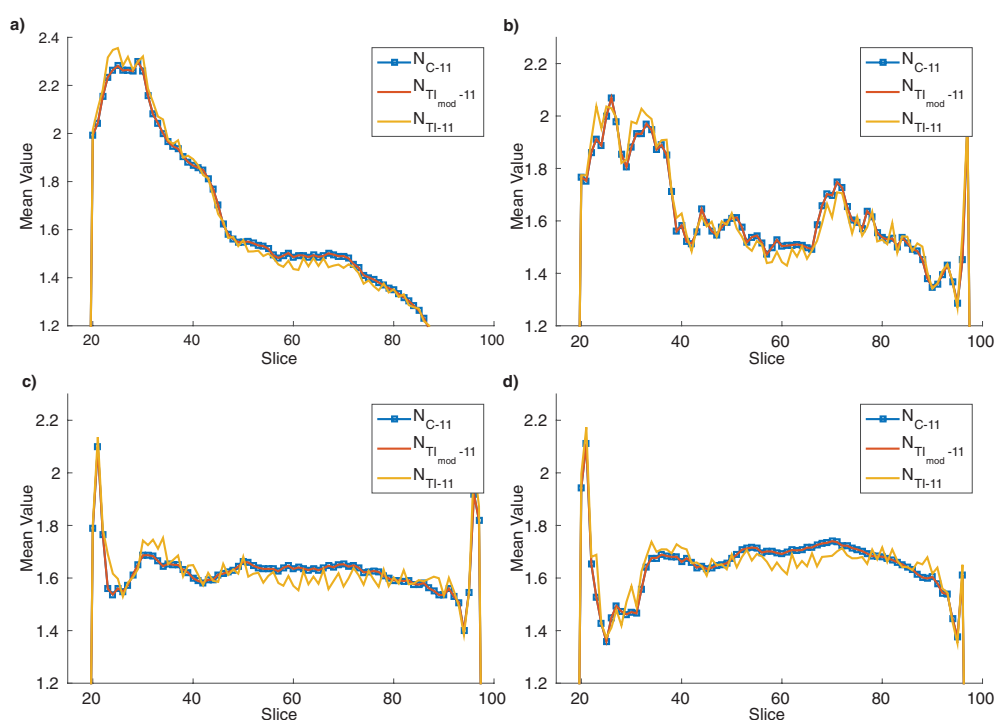 a)
2.4
2.2
2
1.8
1.6
1.4
1.2
Mean Value
20
40
60
80
100
Slice
N_C-11
N_TI_mod-11
N_TI-11
b)
2.2
2
1.8
1.6
1.4
1.2
Mean Value
20
40
60
80
100
Slice
N_C-11
N_TI_mod-11
N_TI-11
c)
2.2
2
1.8
1.6
1.4
1.2
Mean Value
20
40
60
80
100
Slice
N_C-11
N_TI_mod-11
N_TI-11
d)
2.2
2
1.8
1.6
1.4
1.2
Mean Value
20
40
60
80
100
Slice
N_C-11
N_TI_mod-11
N_TI-11